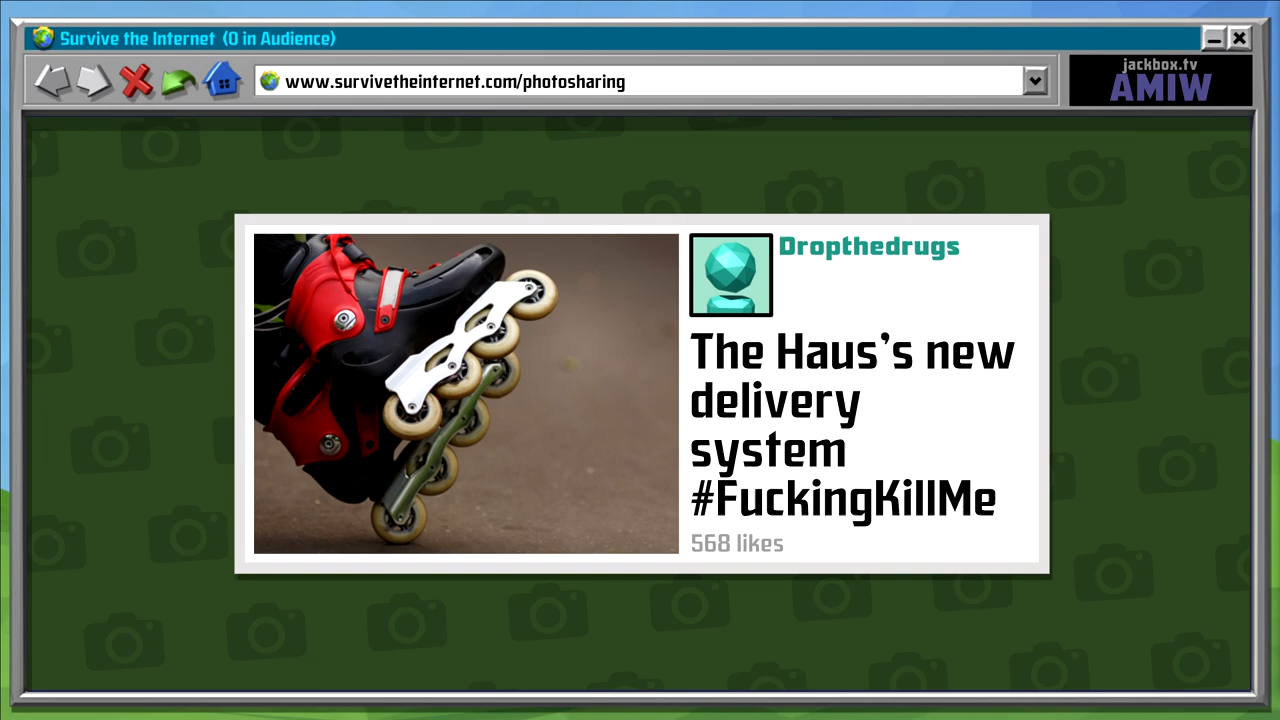 Survive the Internet (0 in Audience)
www.survivetheinternet.com/photosharing
jackbox.tv
AMIW
Dropthedrugs
The Haus's new
delivery
system
#FuckingKillMe
568 likes